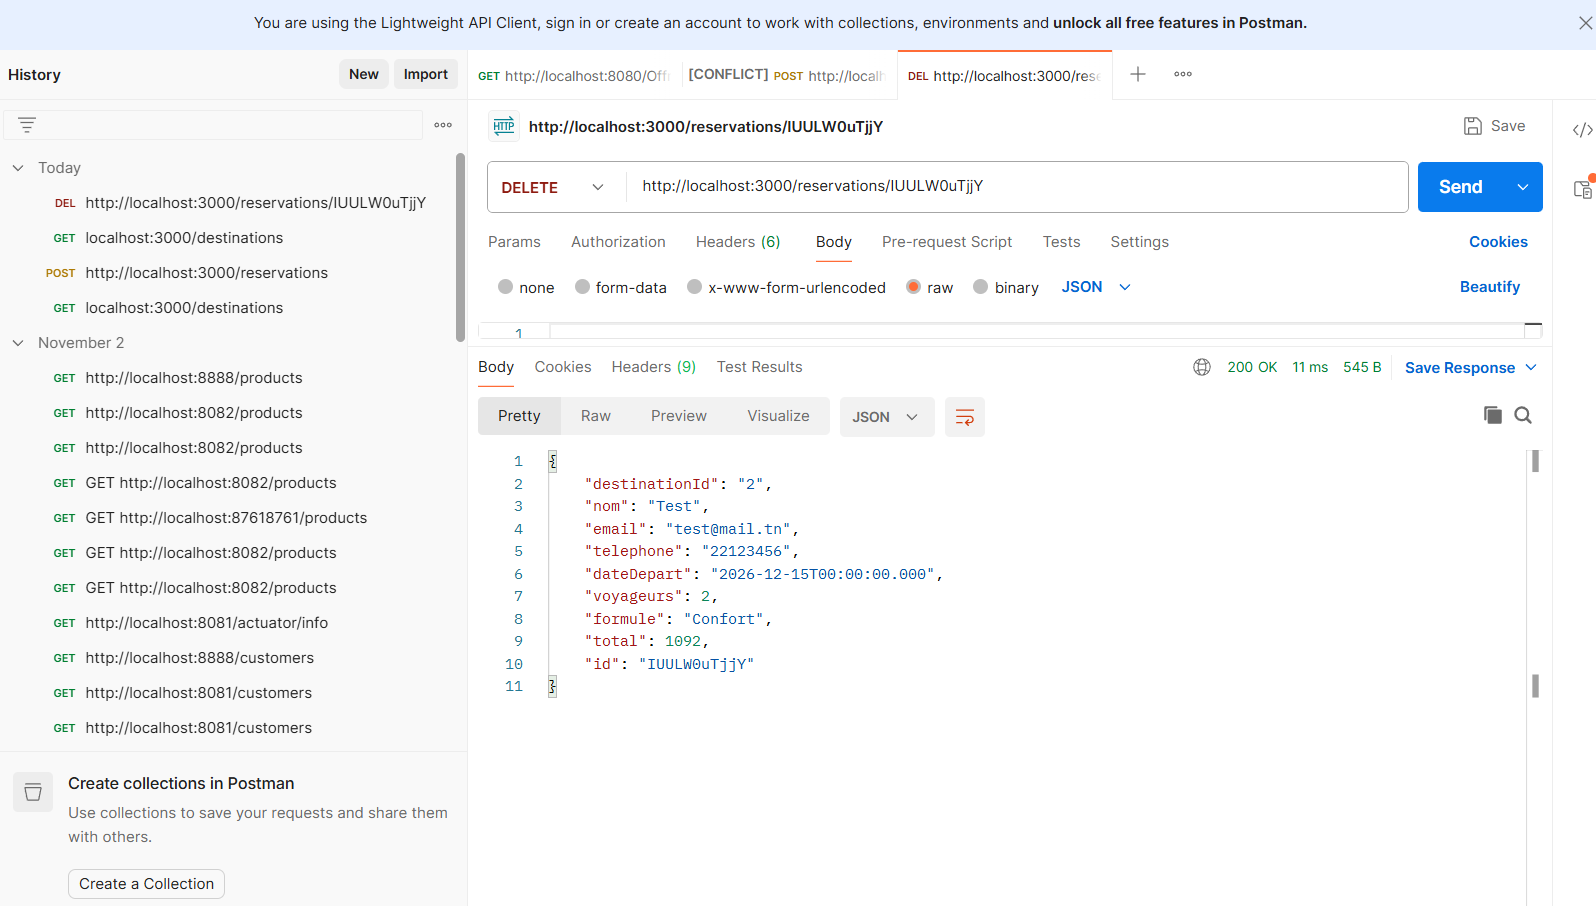 You are using the Lightweight API Client, sign in or create an account to work with collections, environments and unlock all free features in Postman.
History
New
Import
GET http://localhost:8080/Off
[CONFLICT] POST http://localh
DEL http://localhost:3000/rese
HTTP http://localhost:3000/reservations/IUULW0uTjjY
Save
Today
DEL http://localhost:3000/reservations/IUULW0uTjjY
GET localhost:3000/destinations
POST http://localhost:3000/reservations
GET localhost:3000/destinations
November 2
GET http://localhost:8888/products
GET http://localhost:8082/products
GET http://localhost:8082/products
GET GET http://localhost:8082/products
GET GET http://localhost:87618761/products
GET GET http://localhost:8082/products
GET GET http://localhost:8082/products
GET http://localhost:8081/actuator/info
GET http://localhost:8888/customers
GET http://localhost:8081/customers
GET http://localhost:8081/customers
Create collections in Postman
Use collections to save your requests and share them
with others.
Create a Collection
DELETE
http://localhost:3000/reservations/IUULW0uTjjY
Send
Params Authorization Headers (6) Body Pre-request Script Tests Settings Cookies
none form-data x-www-form-urlencoded raw binary JSON Beautify
1
Body Cookies Headers (9) Test Results 200 OK 11 ms 545 B Save Response
Pretty Raw Preview Visualize JSON
1 {
2 "destinationId": "2",
3 "nom": "Test",
4 "email": "test@mail.tn",
5 "telephone": "22123456",
6 "dateDepart": "2026-12-15T00:00:00.000",
7 "voyageurs": 2,
8 "formule": "Confort",
9 "total": 1092,
10 "id": "IUULW0uTjjY"
11 }